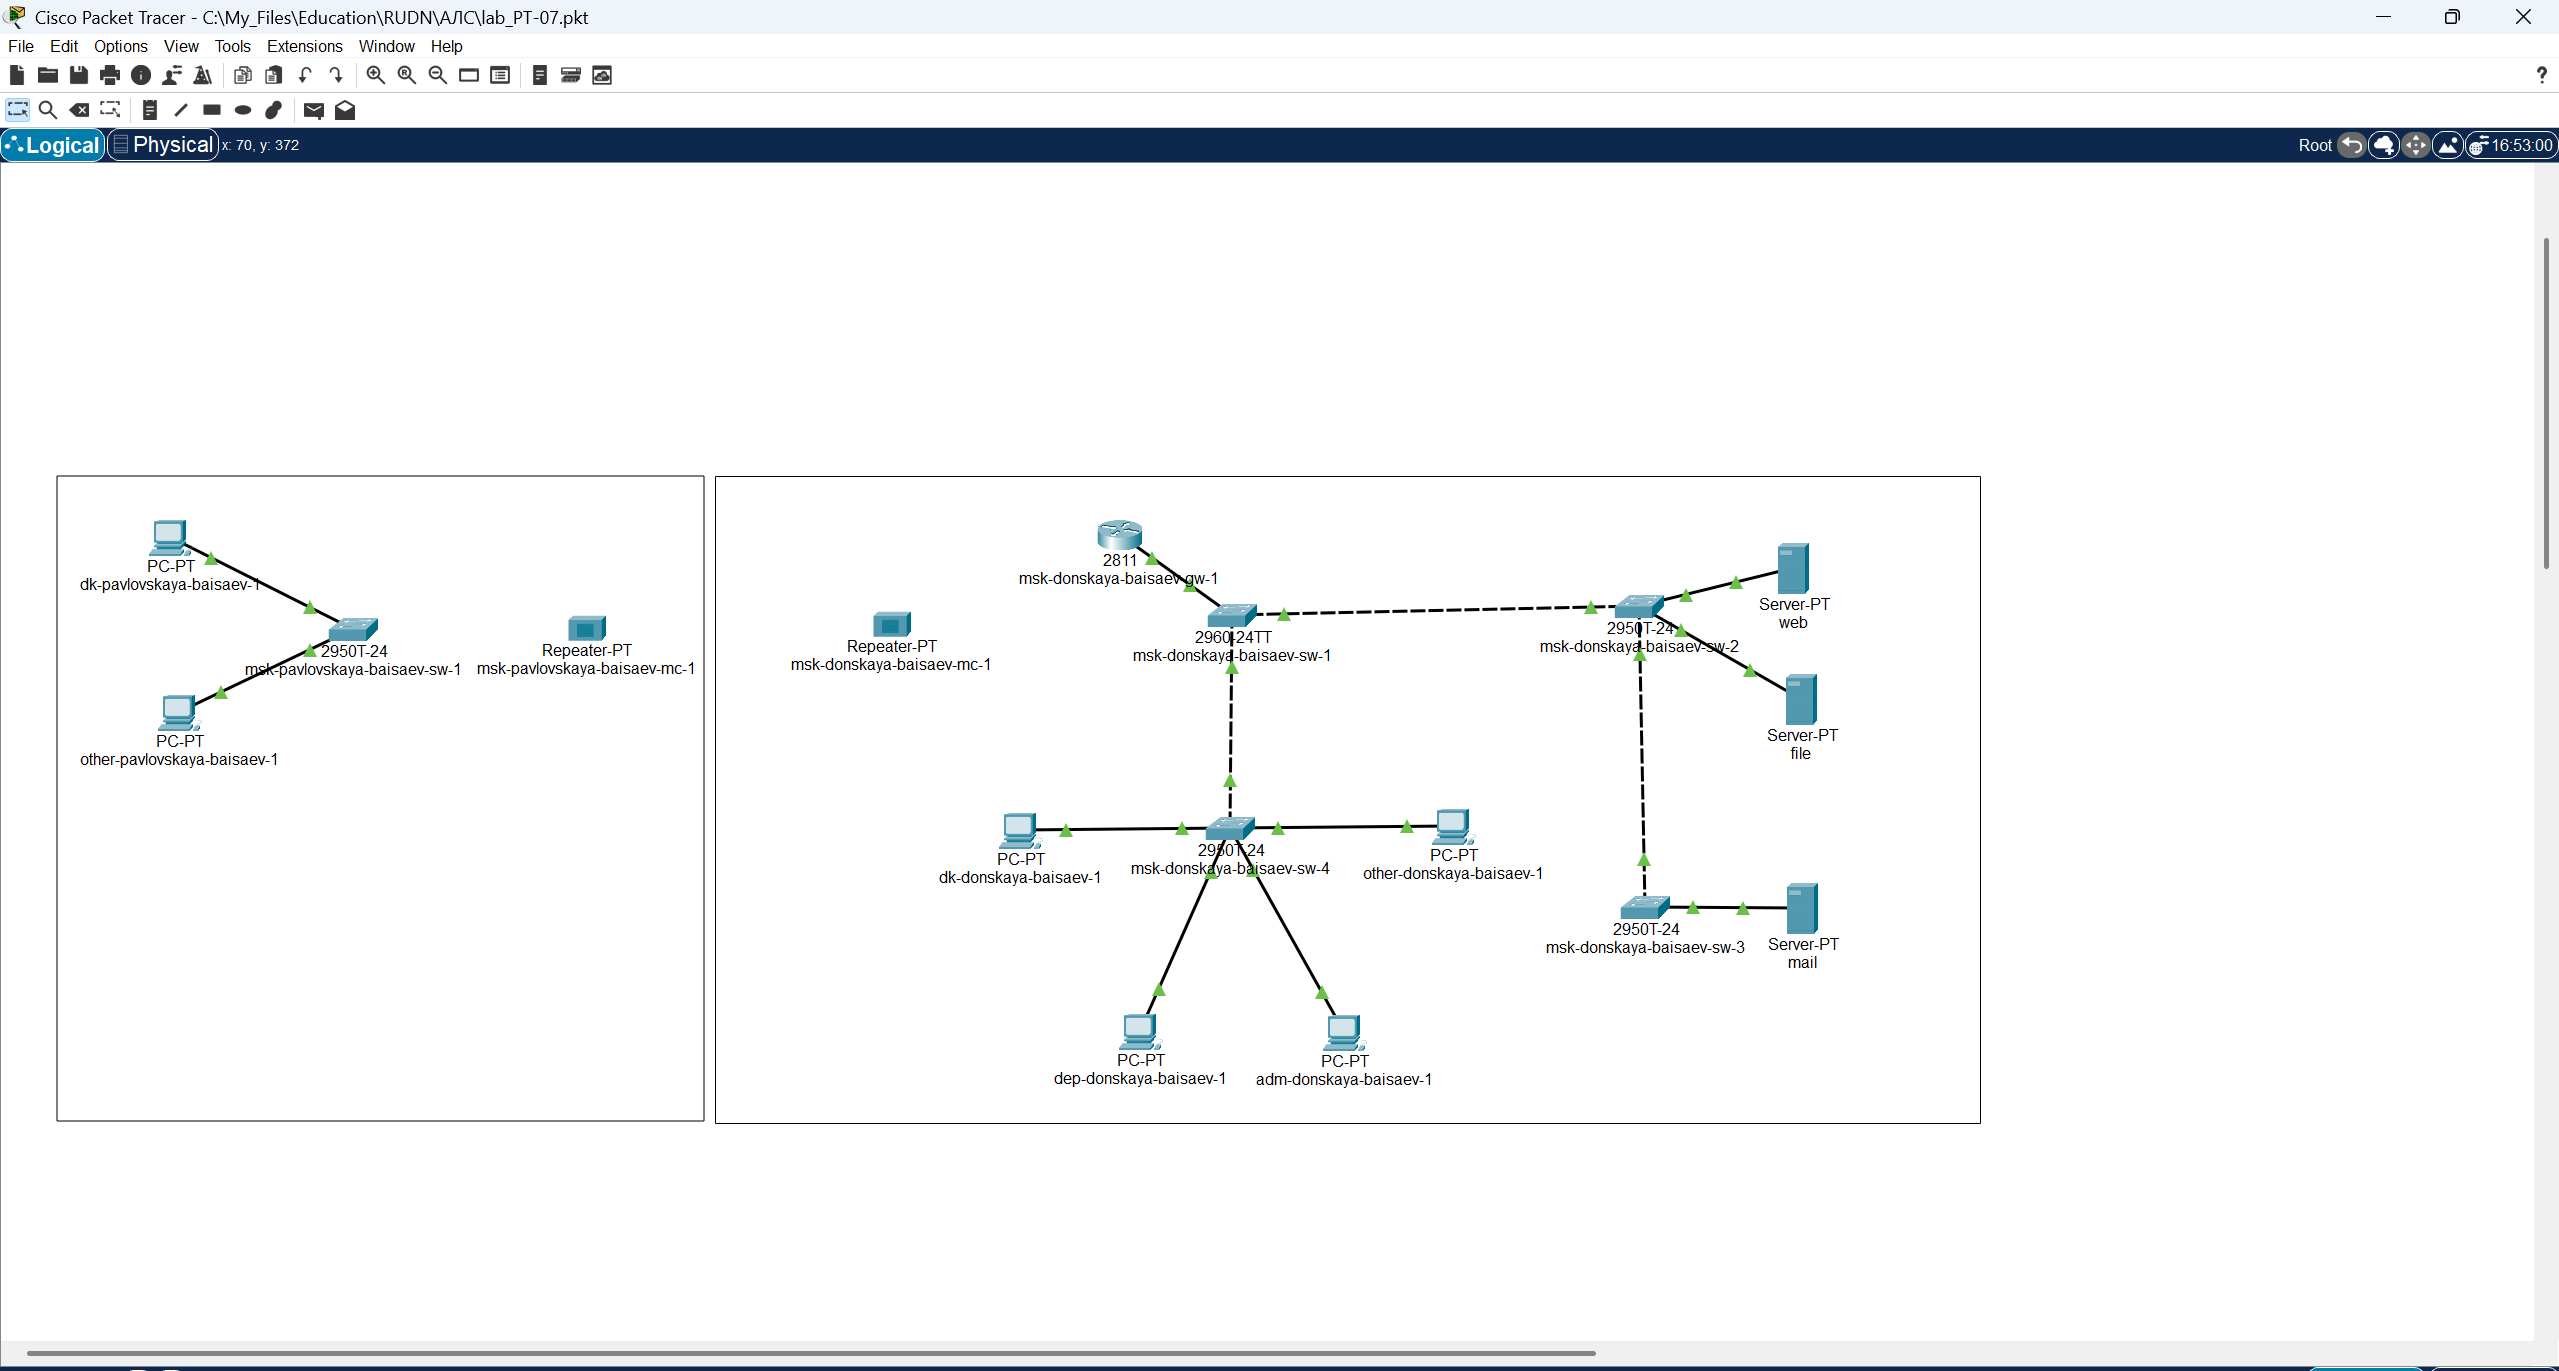 Cisco Packet Tracer - C:\My_Files\Education\RUDN\АЛС\lab_PT-07.pkt
File Edit Options View Tools Extensions Window Help
Logical Physical x: 70, y: 372 Root 16:53:00
PC-PT
dk-pavlovskaya-baisaev-1
2950T-24
msk-pavlovskaya-baisaev-sw-1
Repeater-PT
msk-pavlovskaya-baisaev-mc-1
PC-PT
other-pavlovskaya-baisaev-1
2811
msk-donskaya-baisaev-gw-1
Repeater-PT
msk-donskaya-baisaev-mc-1
2960-24TT
msk-donskaya-baisaev-sw-1
2950T-24
msk-donskaya-baisaev-sw-2
Server-PT
web
Server-PT
file
PC-PT
dk-donskaya-baisaev-1
2950T-24
msk-donskaya-baisaev-sw-4
PC-PT
other-donskaya-baisaev-1
2950T-24
msk-donskaya-baisaev-sw-3
Server-PT
mail
PC-PT
dep-donskaya-baisaev-1
PC-PT
adm-donskaya-baisaev-1